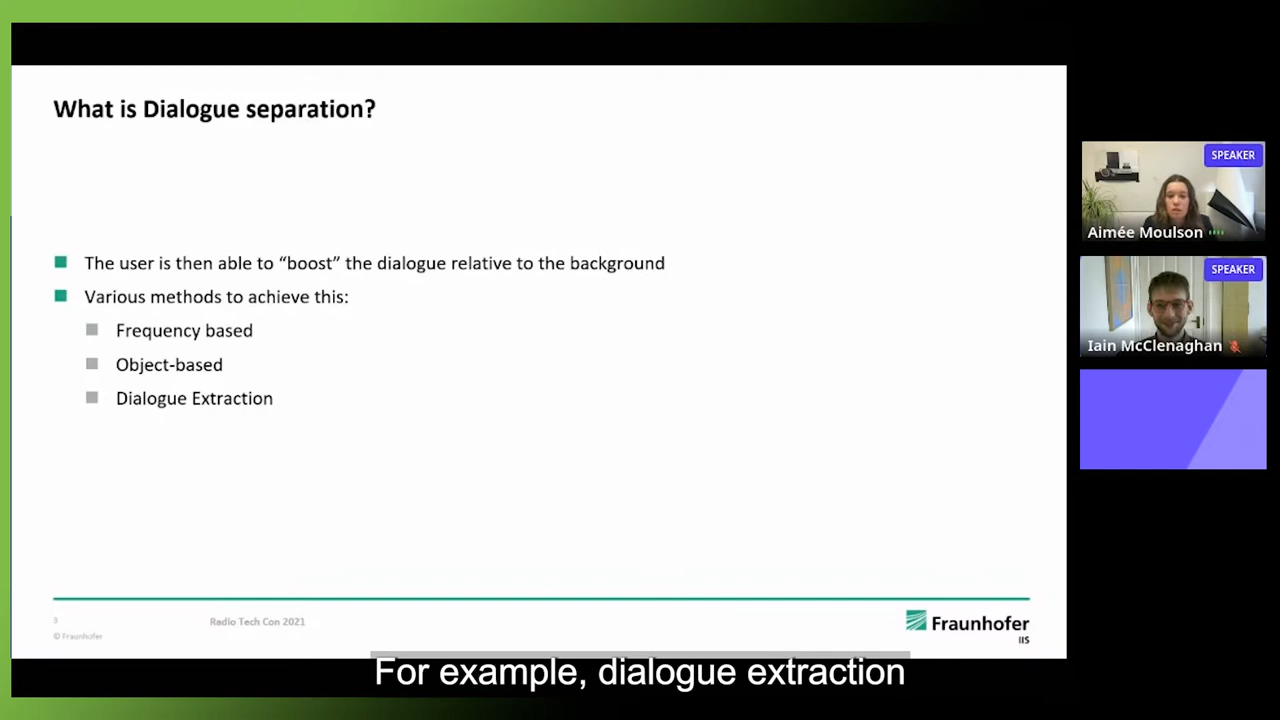 What is Dialogue separation?
The user is then able to “boost” the dialogue relative to the background
Various methods to achieve this:
Frequency based
Object-based
Dialogue Extraction
Radio Tech Con 2021
© Fraunhofer
Fraunhofer
IIS
SPEAKER
Aimée Moulson
SPEAKER
Iain McClenaghan
For example, dialogue extraction